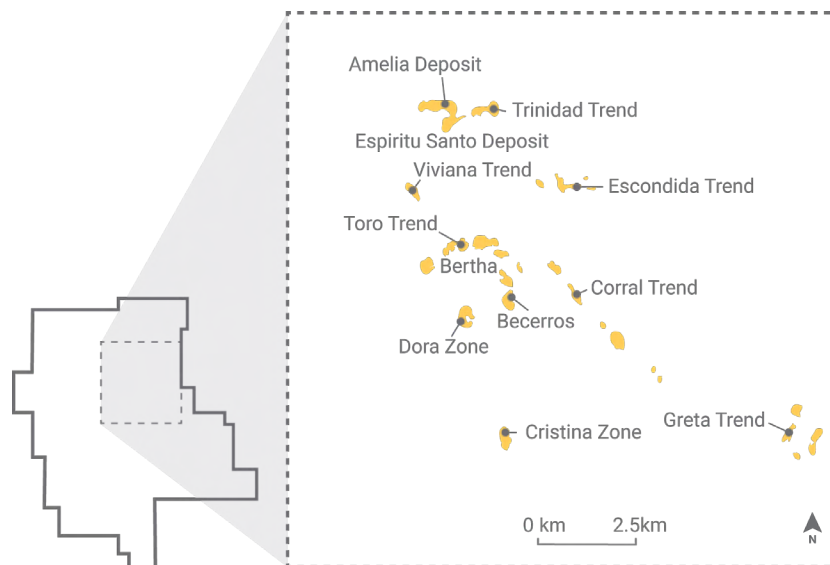 Amelia Deposit
Trinidad Trend
Espiritu Santo Deposit
Viviana Trend
Escondida Trend
Toro Trend
Bertha
Corral Trend
Becerros
Dora Zone
Greta Trend
Cristina Zone
0 km 2.5km
N